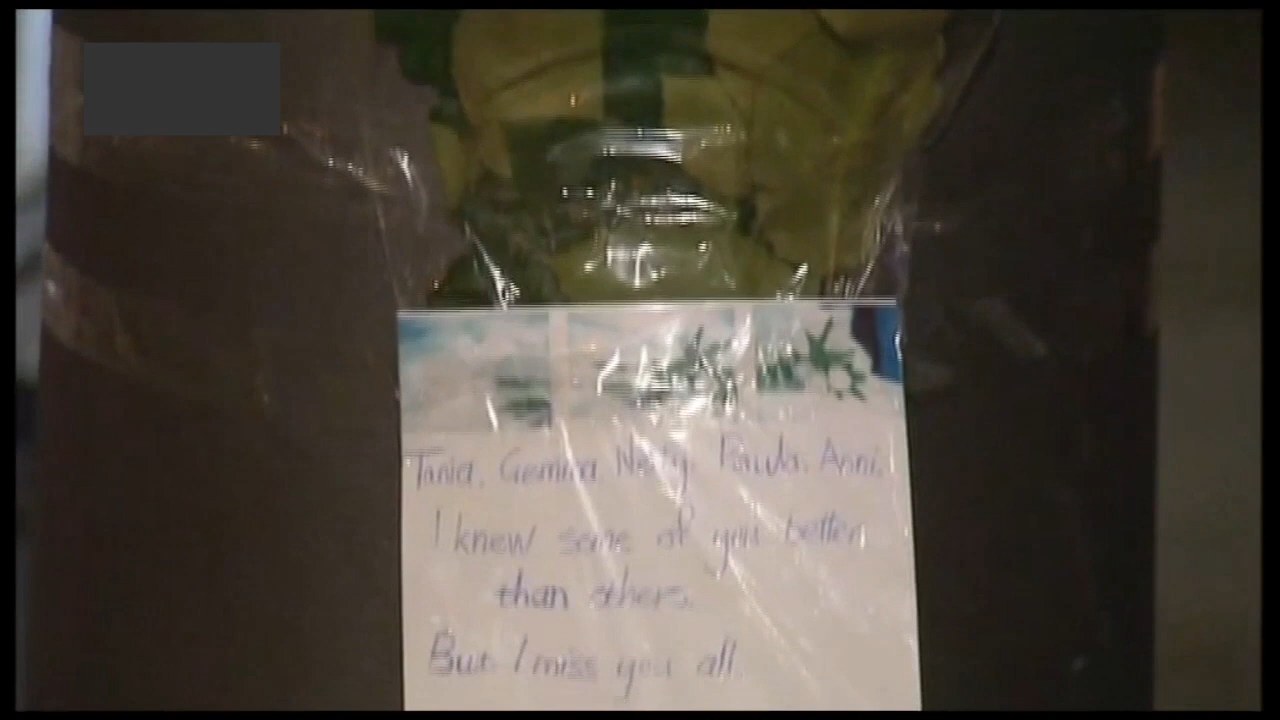 Tania, Gemma, Netty, Paula, Anni.
I knew some of you better
than others.
But I miss you all.